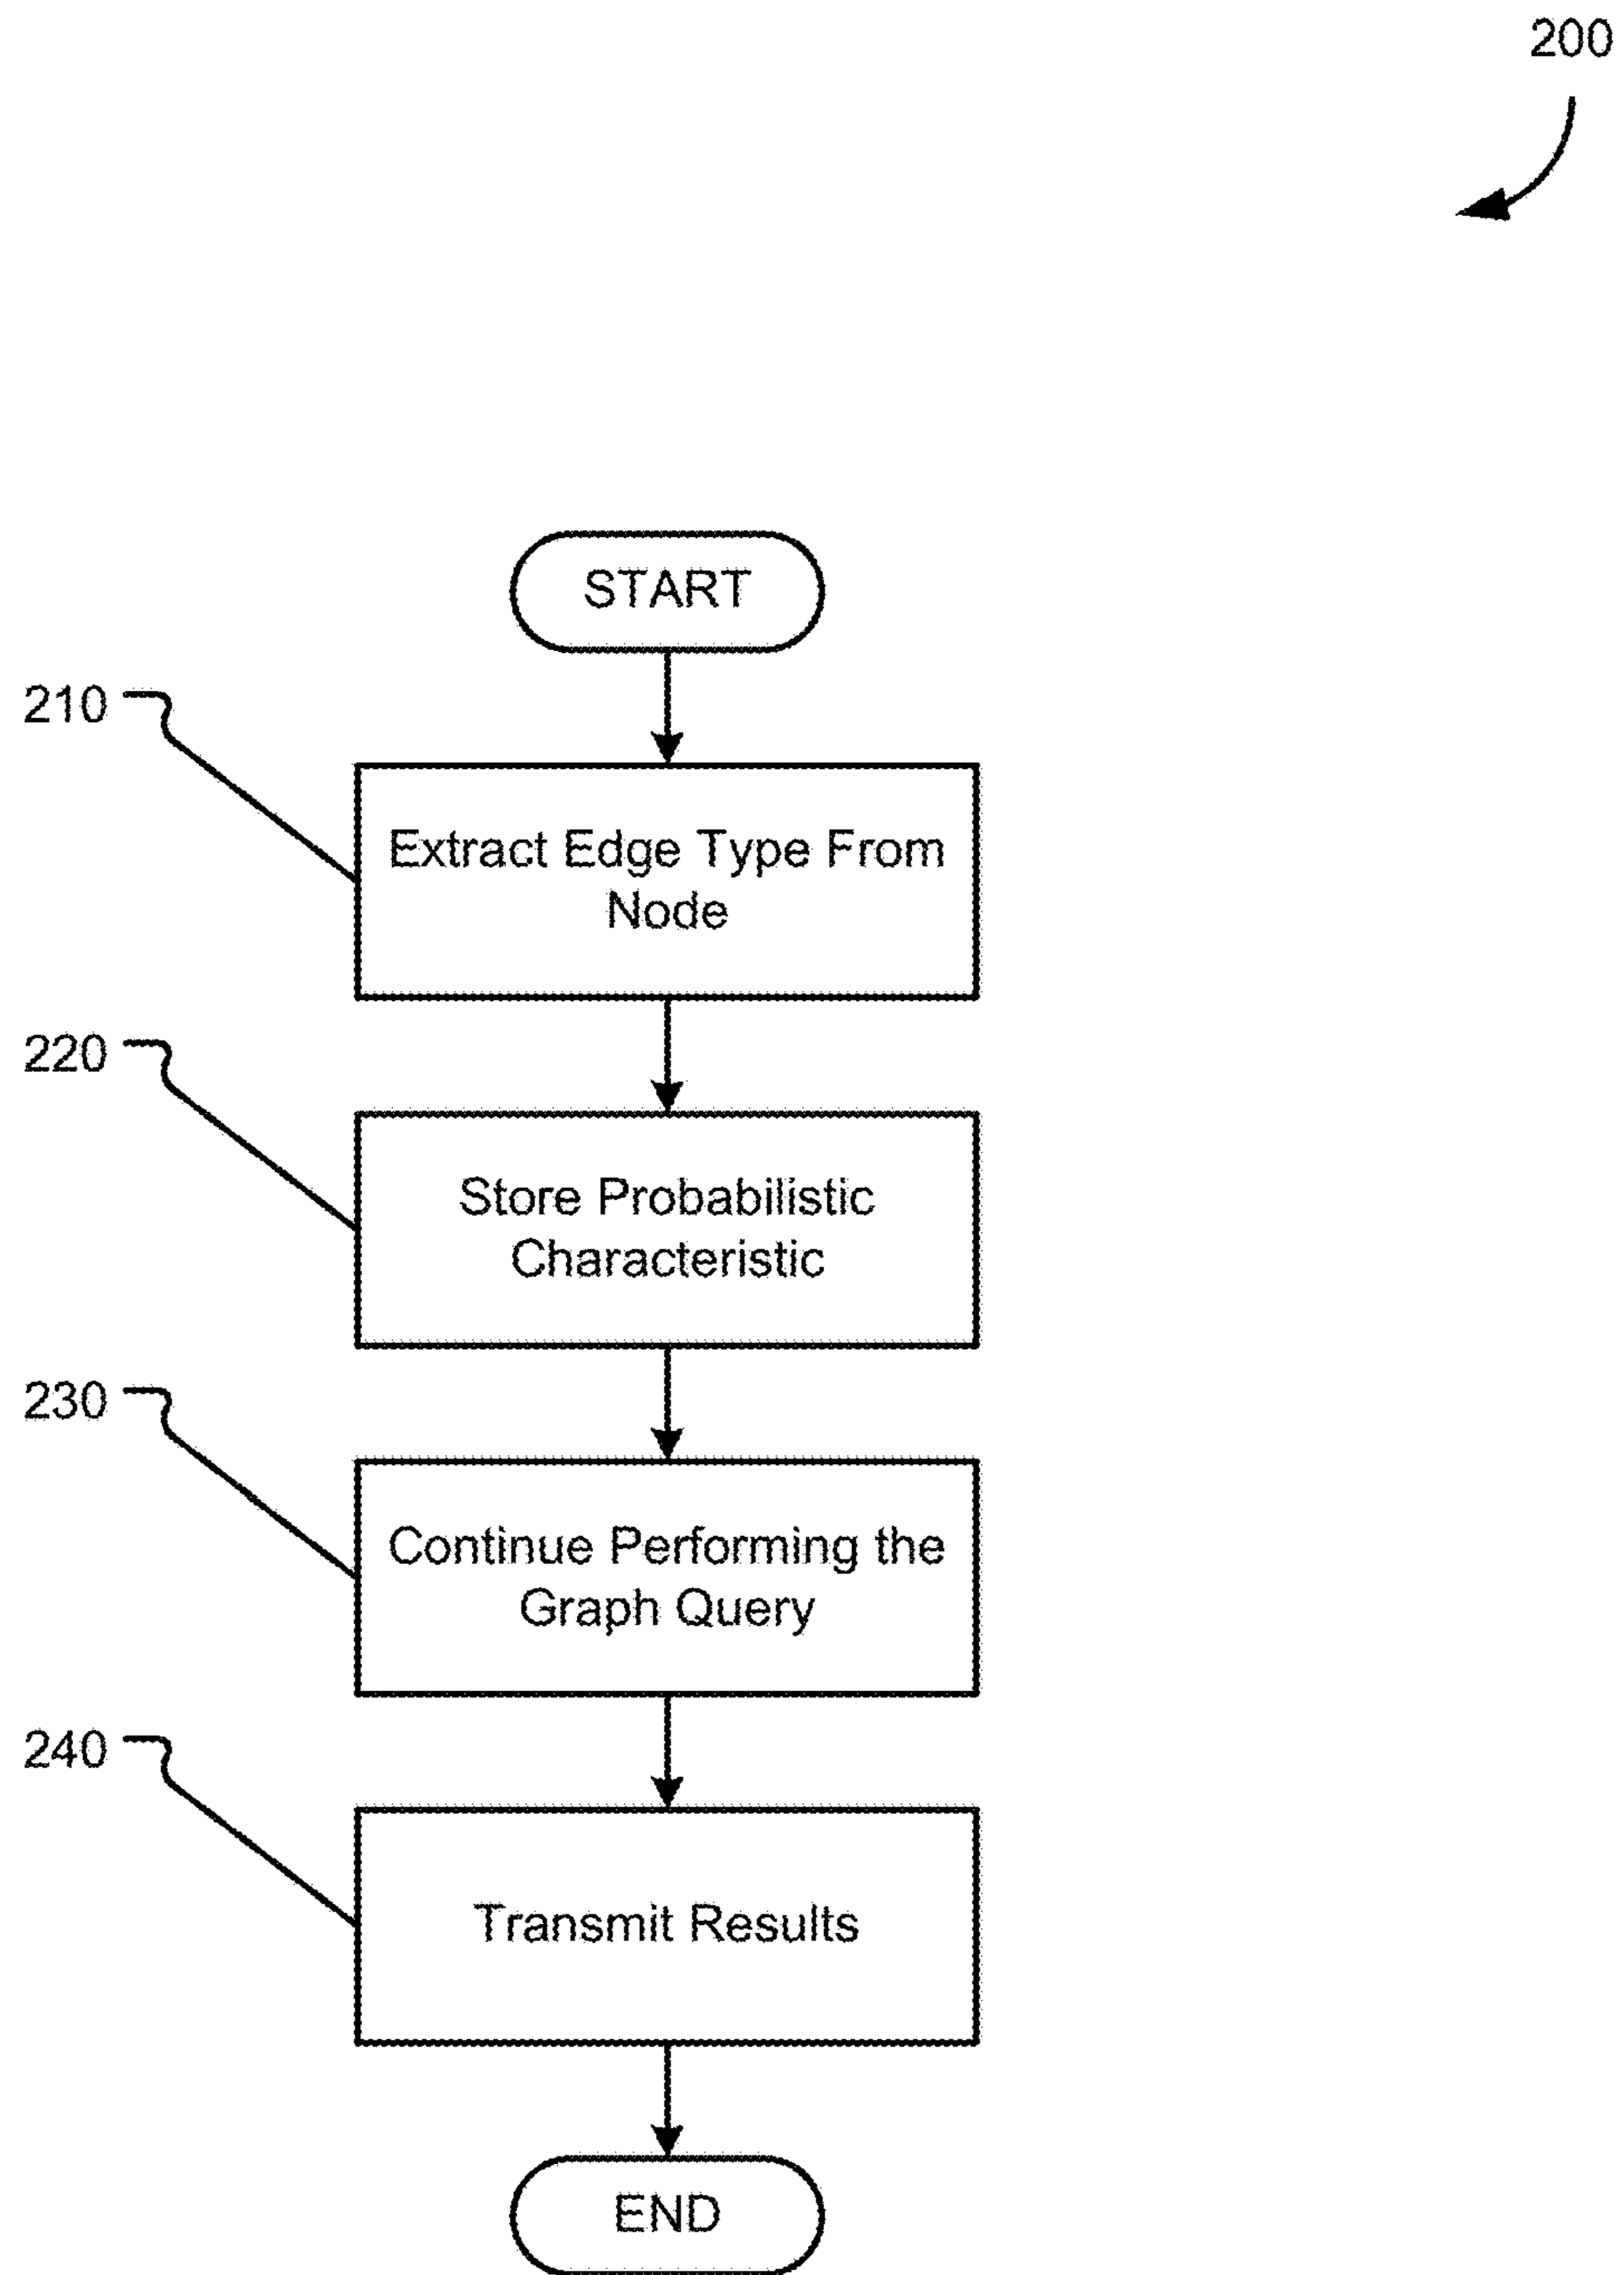 200
START
210
Extract Edge Type From
Node
220
Store Probabilistic
Characteristic
230
Continue Performing the
Graph Query
240
Transmit Results
END